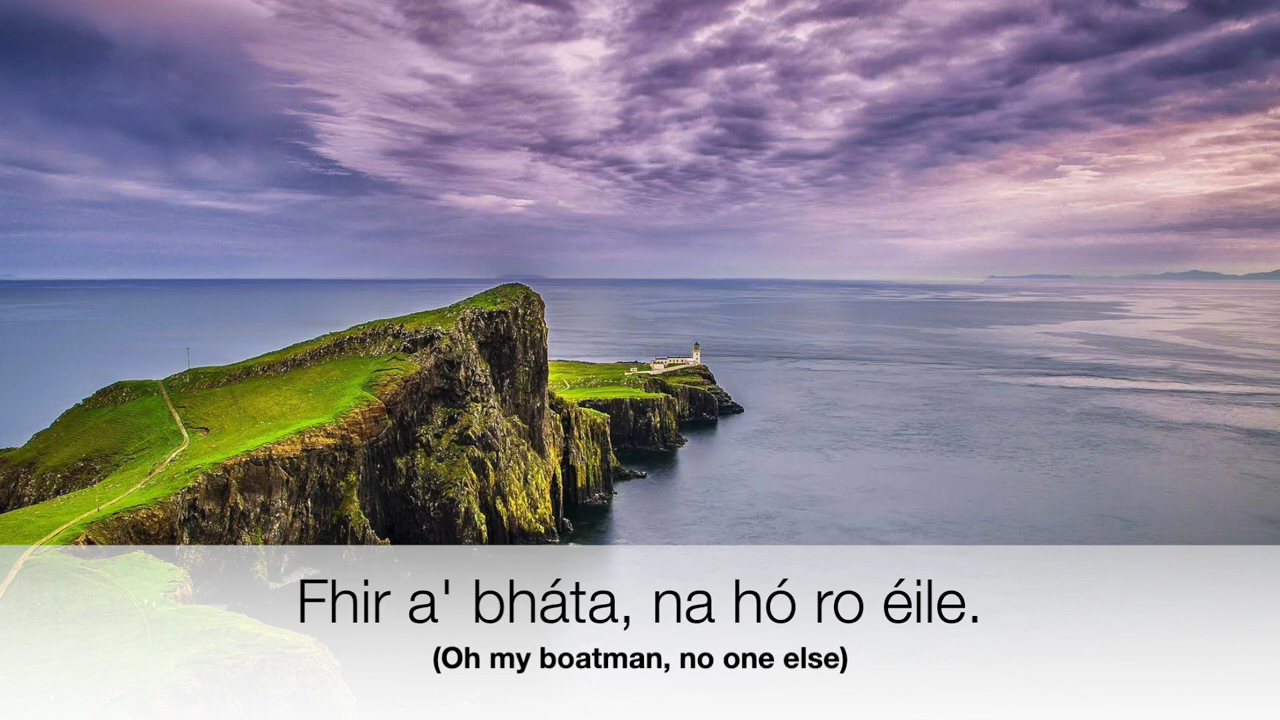 Fhir a' bháta, na hó ro éile.
(Oh my boatman, no one else)